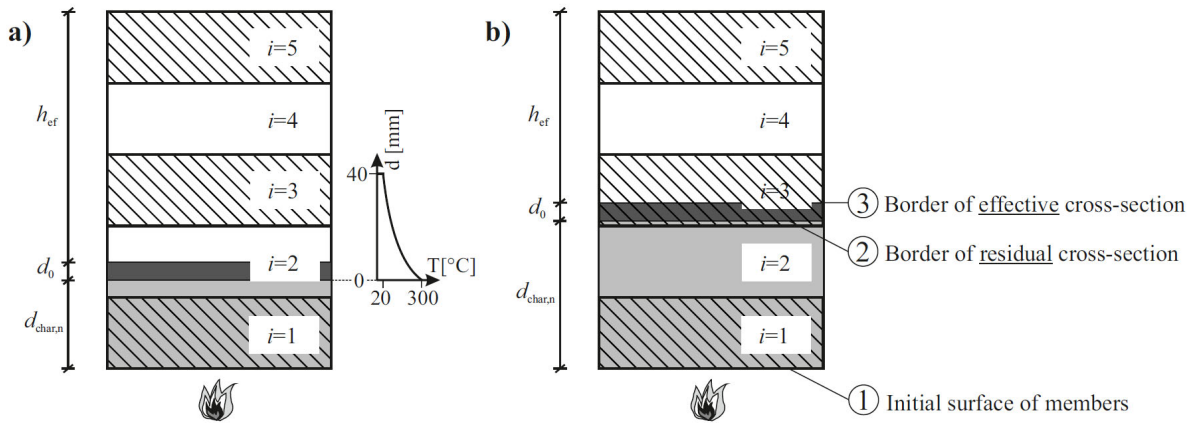 a)
i=5
i=4
i=3
i=2
i=1
h_ef
d_0
d_char,n
d [mm]
40
0
T[°C]
20 300
b)
i=5
i=4
i=3
i=2
i=1
h_ef
d_0
d_char,n
3 Border of effective cross-section
2 Border of residual cross-section
1 Initial surface of members